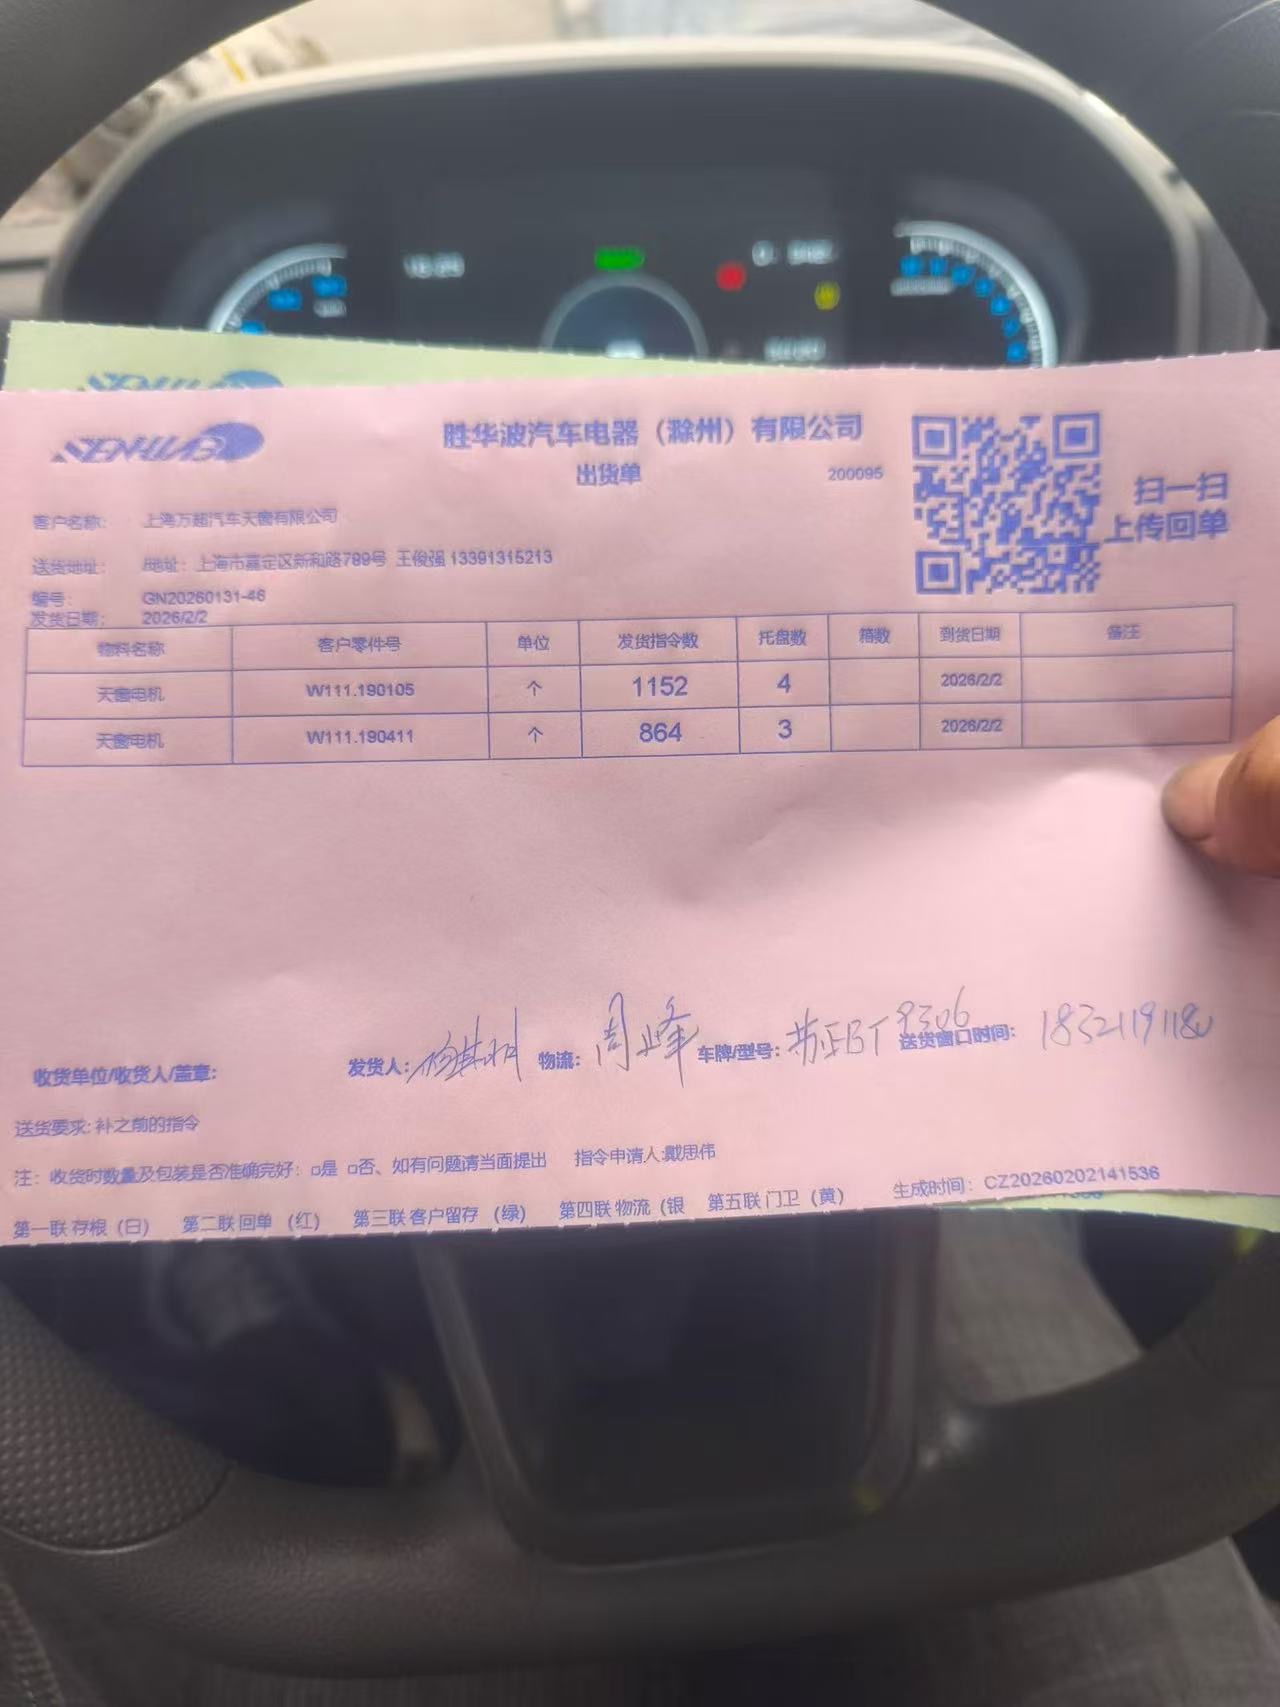 SENHWABO
胜华波汽车电器（滁州）有限公司
出货单
200095
扫一扫
上传回单
客户名称： 上海万超汽车天窗有限公司
送货地址： /地址：上海市嘉定区新和路789号 王俊强 13391315213
编号： GN20260131-46
发货日期： 2026/2/2
物料名称 客户零件号 单位 发货指令数 托盘数 箱数 到货日期 备注
天窗电机 W111.190105 个 1152 4 2026/2/2
天窗电机 W111.190411 个 864 3 2026/2/2
收货单位/收货人/盖章： 发货人： 物流：周峰 车牌/型号： 送货窗口时间：
送货要求：补之前的指令
注：收货时数量及包装是否准确完好：□是 □否、如有问题请当面提出 指令申请人:戴思伟
第一联 存根（白） 第二联 回单（红） 第三联 客户留存（绿） 第四联 物流（银 第五联 门卫（黄） 生成时间：CZ20260202141536